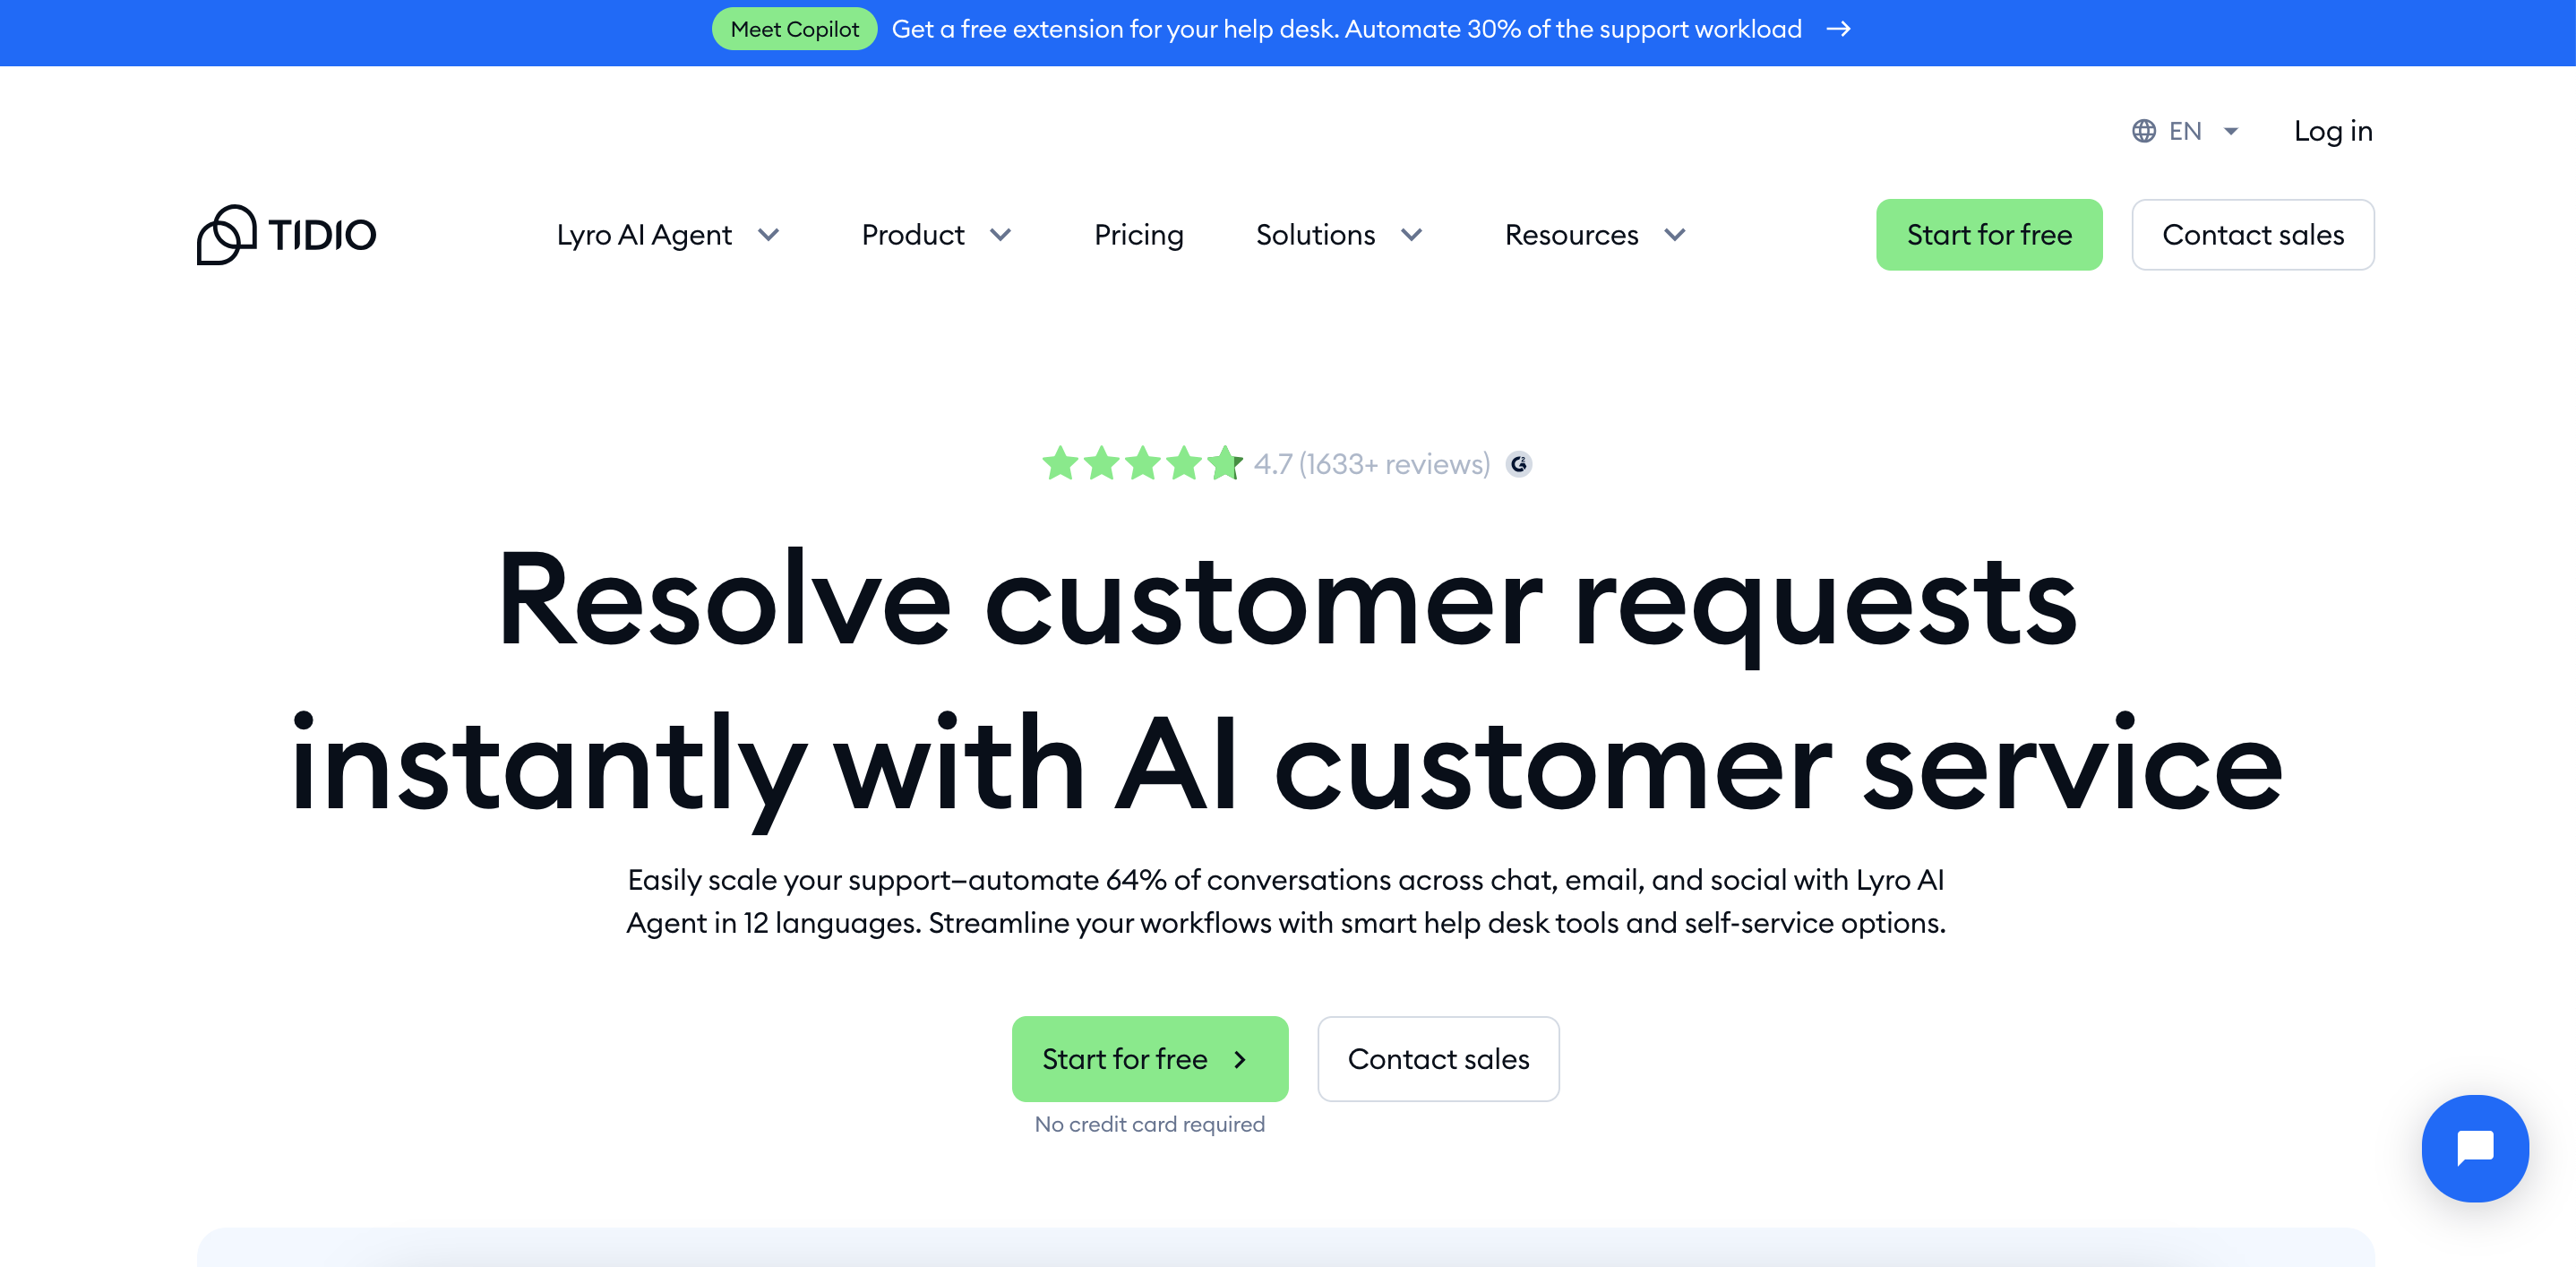 Meet Copilot Get a free extension for your help desk. Automate 30% of the support workload →
EN Log in
TIDIO Lyro AI Agent Product Pricing Solutions Resources Start for free Contact sales
4.7 (1633+ reviews) G2
Resolve customer requests
instantly with AI customer service
Easily scale your support—automate 64% of conversations across chat, email, and social with Lyro AI
Agent in 12 languages. Streamline your workflows with smart help desk tools and self-service options.
Start for free Contact sales
No credit card required